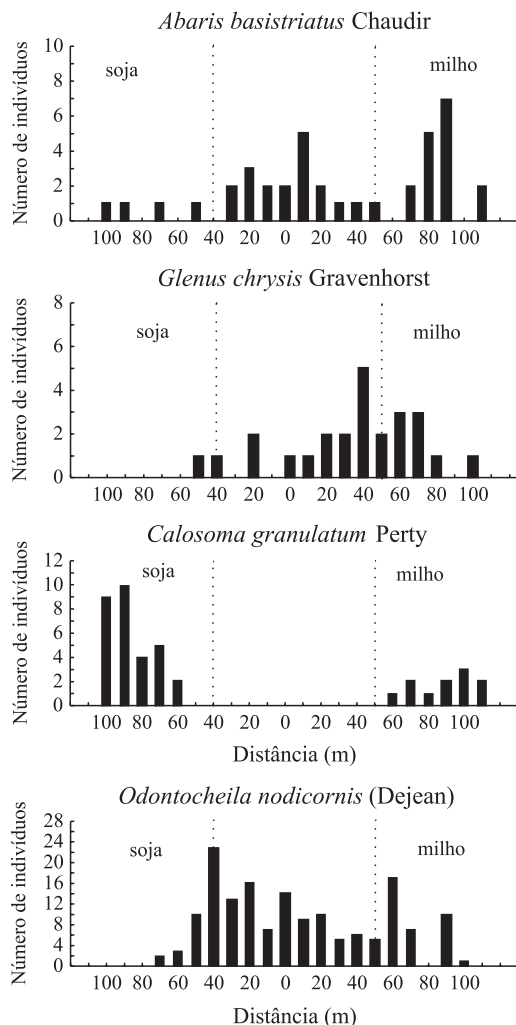 Abaris basistriatus Chaudir
Número de indivíduos
10
8
6
4
2
0
soja
milho
100 80 60 40 20 0 20 40 60 80 100
Glenus chrysis Gravenhorst
Número de indivíduos
8
6
4
2
0
soja
milho
100 80 60 40 20 0 20 40 60 80 100
Calosoma granulatum Perty
Número de indivíduos
12
10
8
6
4
2
0
soja
milho
100 80 60 40 20 0 20 40 60 80 100
Distância (m)
Odontocheila nodicornis (Dejean)
Número de indivíduos
28
24
20
16
12
8
4
0
soja
milho
100 80 60 40 20 0 20 40 60 80 100
Distância (m)